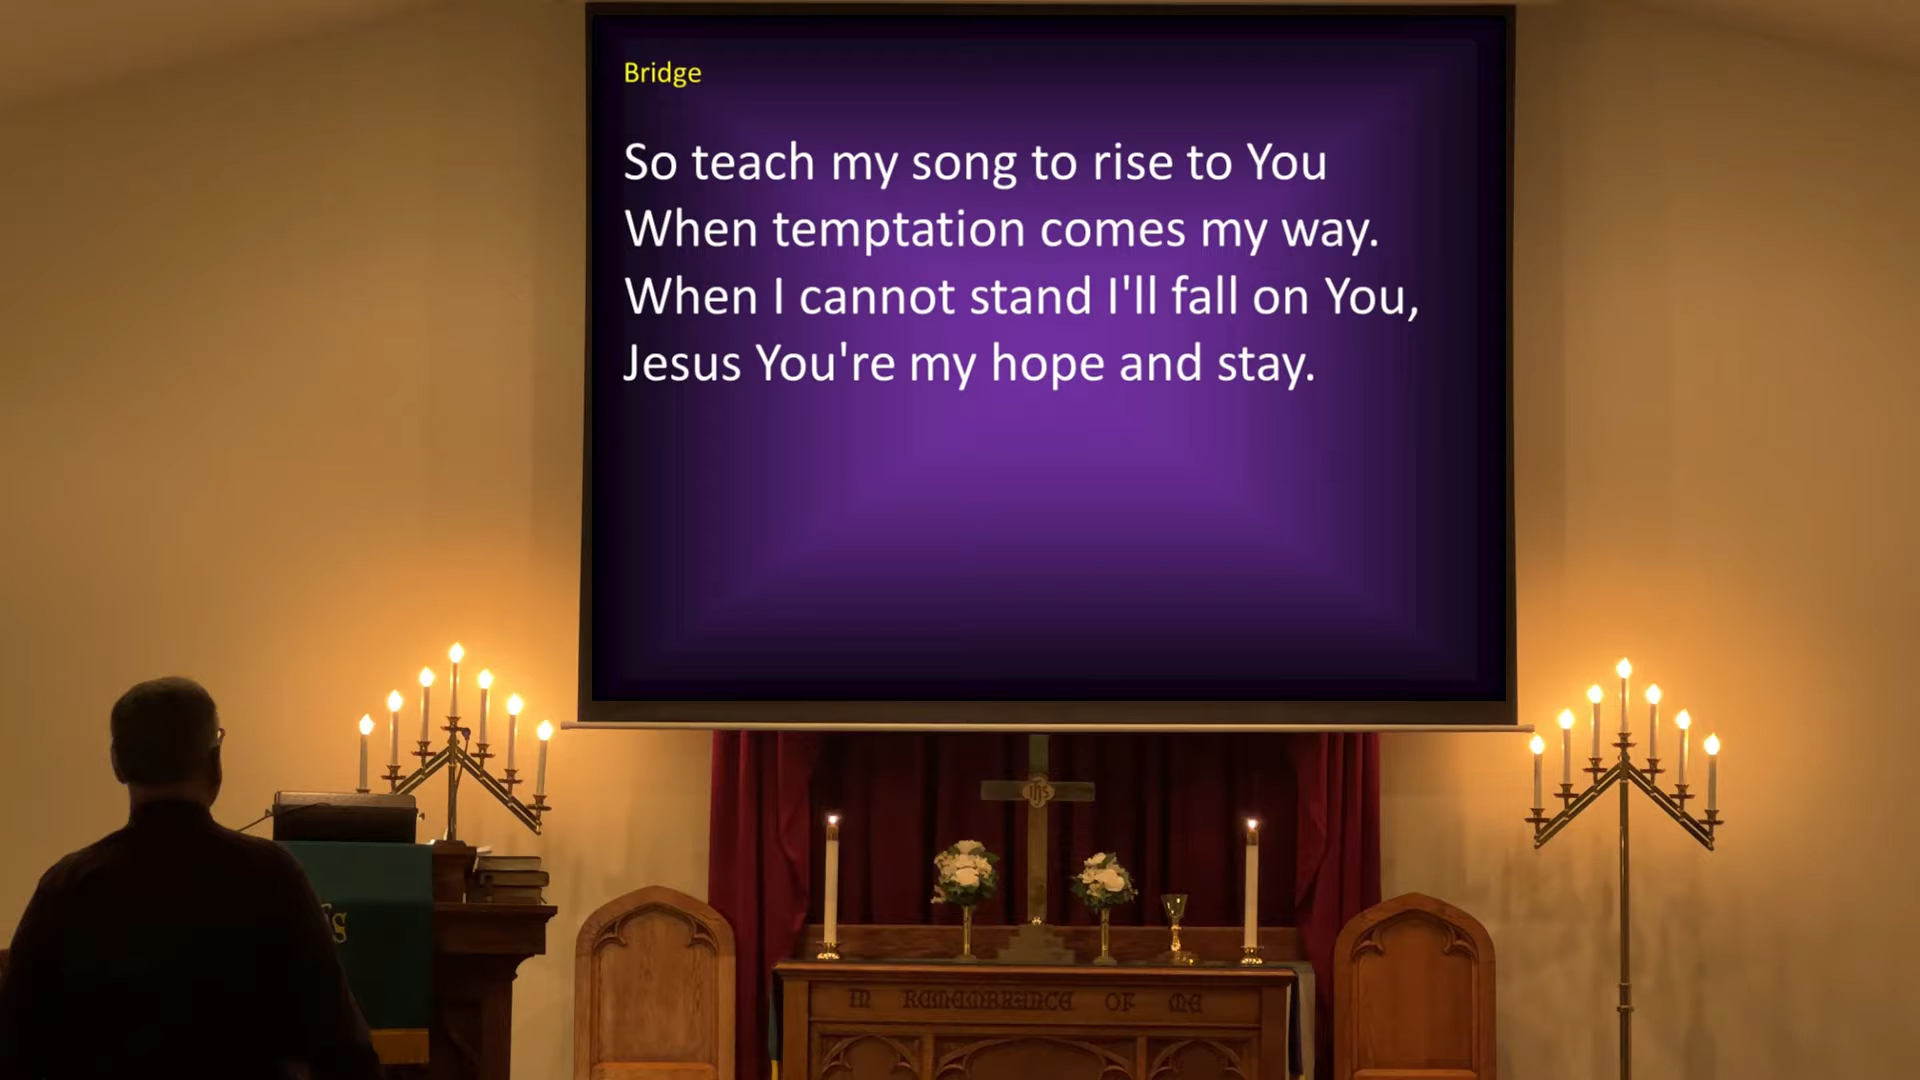 Bridge
So teach my song to rise to You
When temptation comes my way.
When I cannot stand I'll fall on You,
Jesus You're my hope and stay.
IHS
IN REMEMBRANCE OF ME